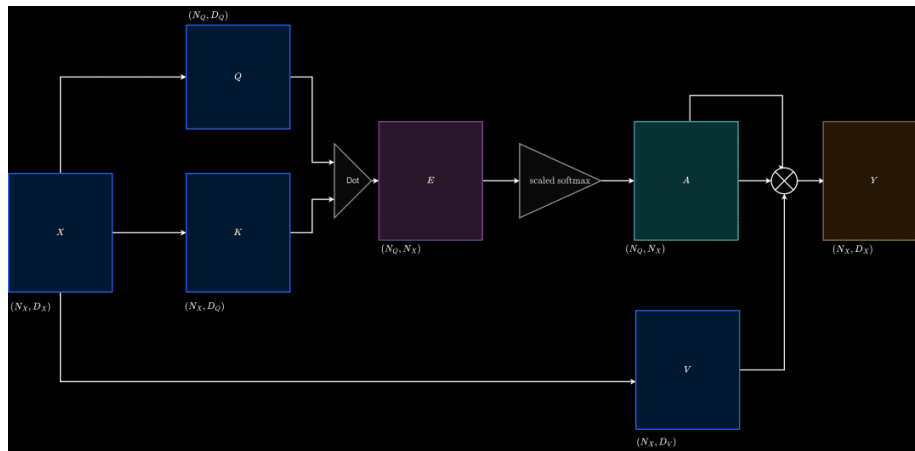 (N_Q, D_Q)
Q
Dot
E
scaled softmax
A
Y
X
K
(N_Q, N_X)
(N_Q, N_X)
(N_X, D_X)
(N_X, D_X)
(N_X, D_Q)
V
(N_X, D_V)